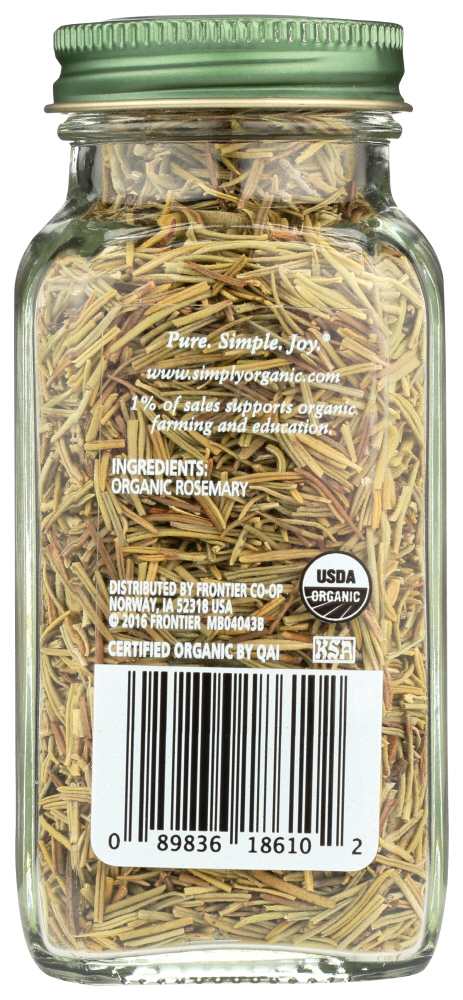 Pure. Simple. Joy.®
www.simplyorganic.com
1% of sales supports organic
farming and education.
INGREDIENTS:
ORGANIC ROSEMARY
DISTRIBUTED BY FRONTIER CO-OP
NORWAY, IA 52318 USA
© 2016 FRONTIER MB04043B
CERTIFIED ORGANIC BY QAI
USDA
ORGANIC
KSA
0 89836 18610 2